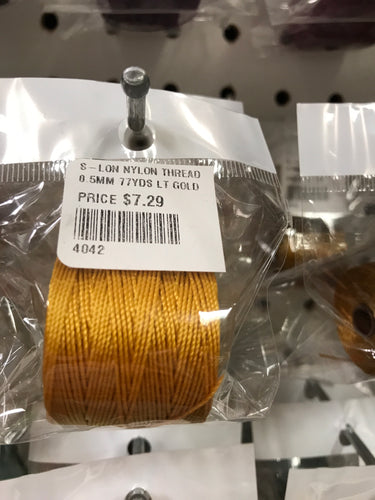 S-LON NYLON THREAD
0.5MM 77YDS LT GOLD
PRICE $7.29
4042